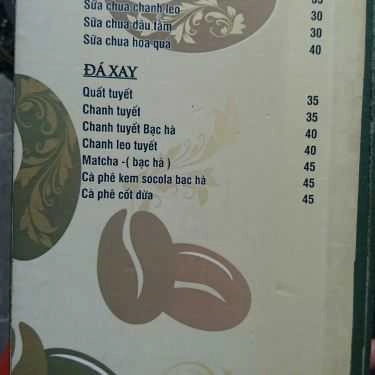 Sữa chua chanh leo 35
Sữa chua dâu tằm 30
Sữa chua hoa quả 30
40
ĐÁ XAY
Quất tuyết 35
Chanh tuyết 35
Chanh tuyết Bạc hà 40
Chanh leo tuyết 40
Matcha -( bạc hà ) 45
Cà phê kem socola bạc hà 45
Cà phê cốt dừa 45